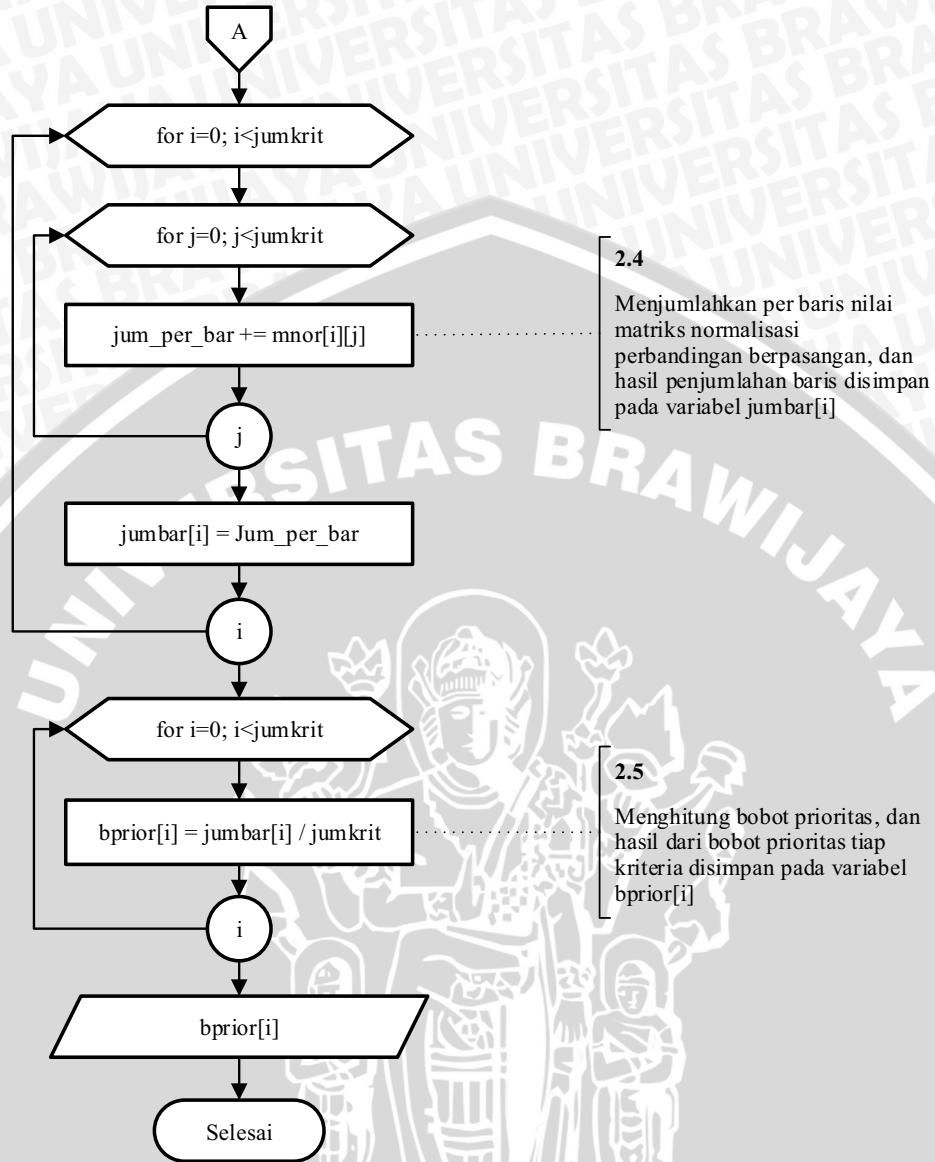 A
for i=0; i<jumkrit
for j=0; j<jumkrit
jum_per_bar += mnor[i][j]
2.4
Menjumlahkan per baris nilai
matriks normalisasi
perbandingan berpasangan, dan
hasil penjumlahan baris disimpan
pada variabel jumbar[i]
j
jumbar[i] = Jum_per_bar
i
for i=0; i<jumkrit
bprior[i] = jumbar[i] / jumkrit
2.5
Menghitung bobot prioritas, dan
hasil dari bobot prioritas tiap
kriteria disimpan pada variabel
bprior[i]
i
bprior[i]
Selesai
UNIVERSITAS BRAWIJAYA